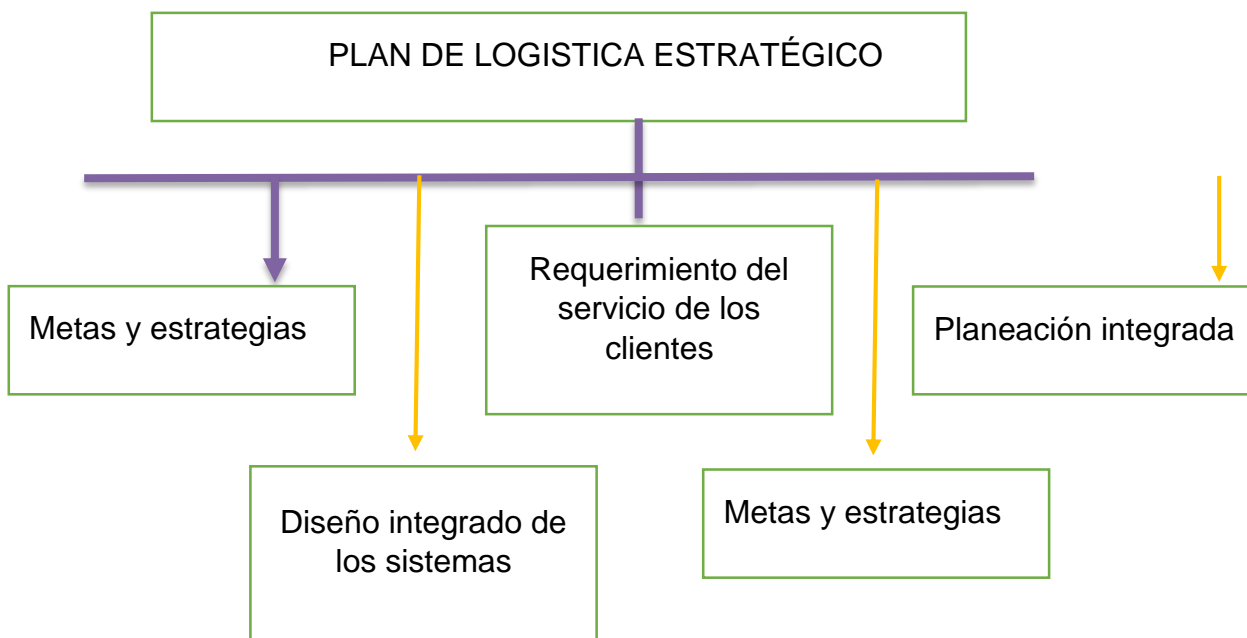 PLAN DE LOGISTICA ESTRATÉGICO
Metas y estrategias
Requerimiento del
servicio de los
clientes
Planeación integrada
Diseño integrado de
los sistemas
Metas y estrategias